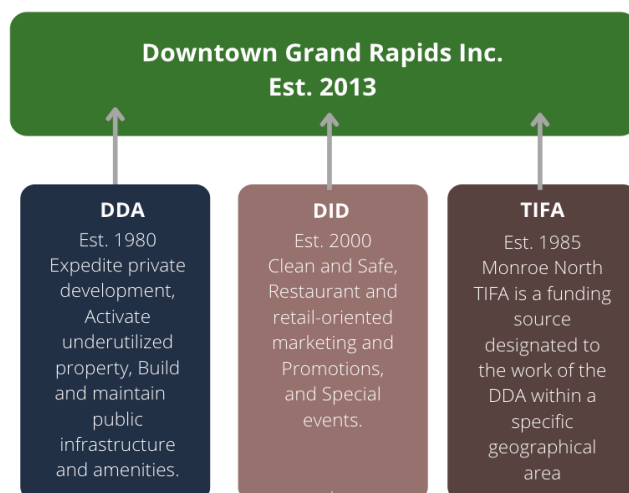 Downtown Grand Rapids Inc.
Est. 2013
DDA
Est. 1980
Expedite private
development,
Activate
underutilized
property, Build
and maintain
public
infrastructure
and amenities.
DID
Est. 2000
Clean and Safe,
Restaurant and
retail-oriented
marketing and
Promotions,
and Special
events.
TIFA
Est. 1985
Monroe North
TIFA is a funding
source
designated to
the work of the
DDA within a
specific
geographical
area